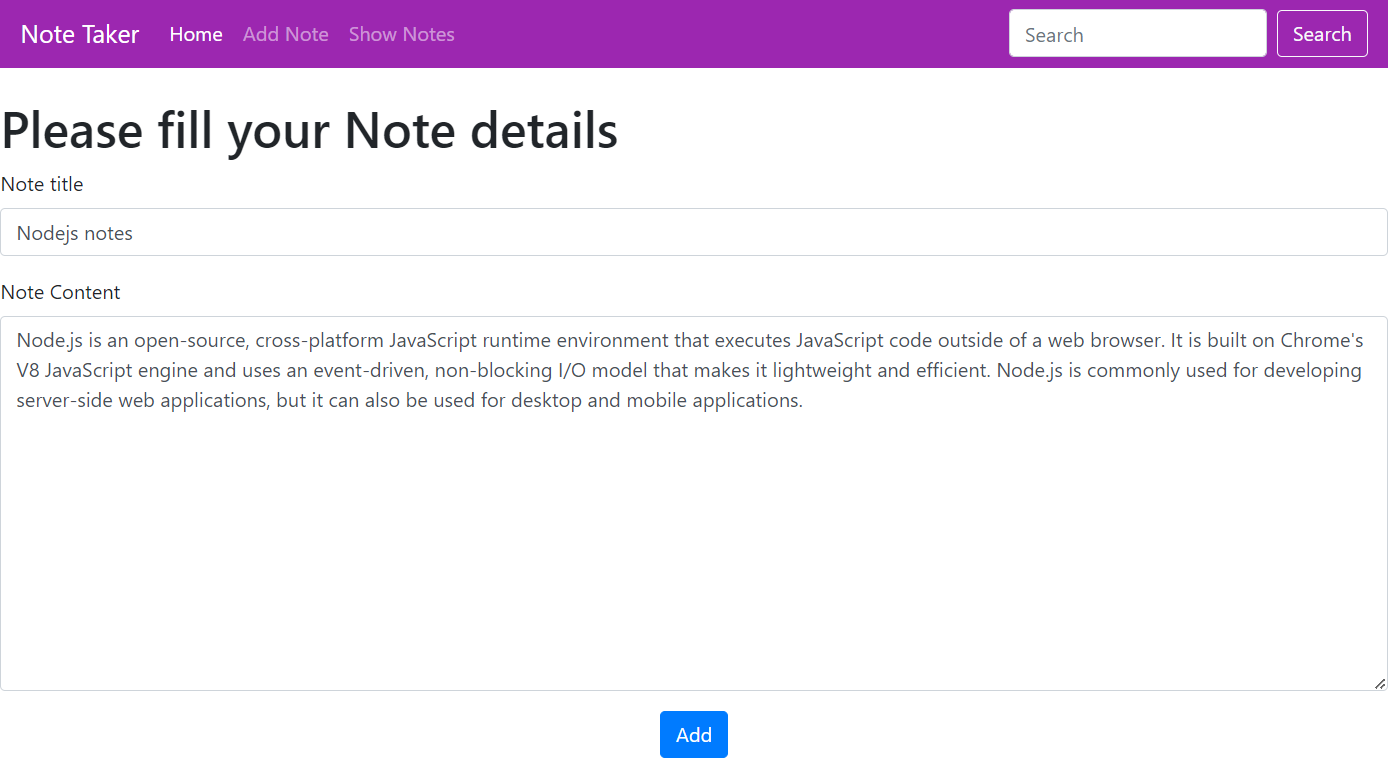 Note Taker Home Add Note Show Notes Search Search
Please fill your Note details
Note title
Nodejs notes
Note Content
Node.js is an open-source, cross-platform JavaScript runtime environment that executes JavaScript code outside of a web browser. It is built on Chrome's
V8 JavaScript engine and uses an event-driven, non-blocking I/O model that makes it lightweight and efficient. Node.js is commonly used for developing
server-side web applications, but it can also be used for desktop and mobile applications.
Add